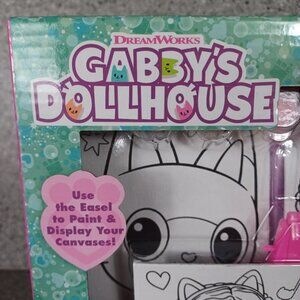 DREAMWORKS
GABBY'S
DOLLHOUSE
Use
the Easel
to Paint &
Display Your
Canvases!